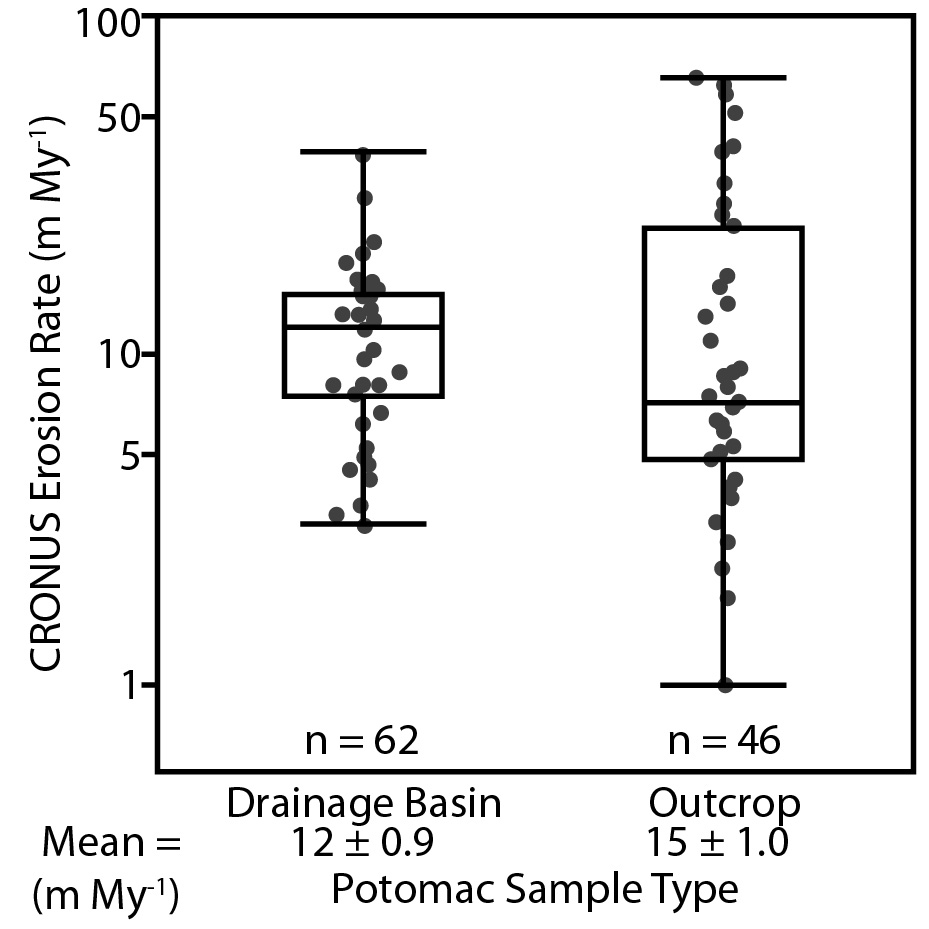 100
50
10
5
1
CRONUS Erosion Rate (m My-1)
n = 62
n = 46
Drainage Basin
Outcrop
Mean =
12 ± 0.9
15 ± 1.0
(m My-1)
Potomac Sample Type